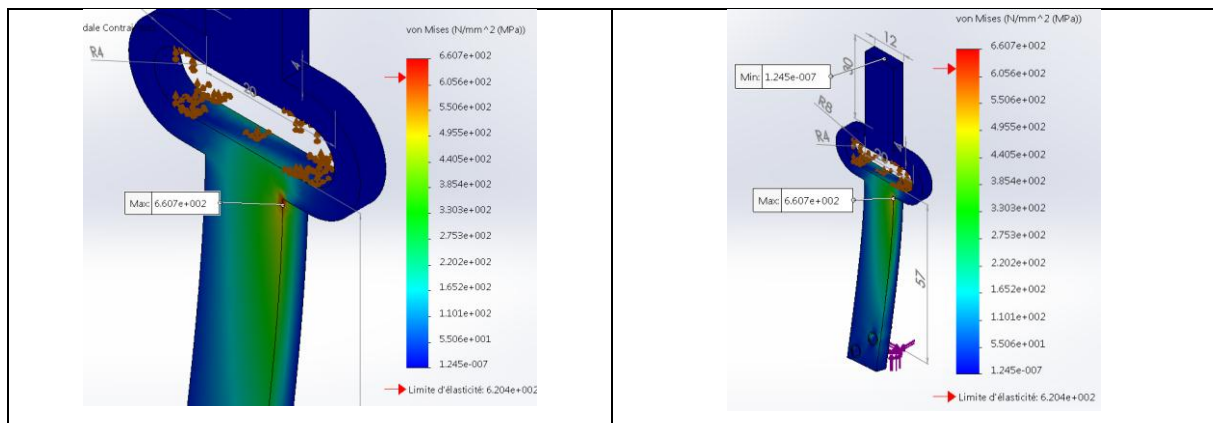 dale Contrai
von Mises (N/mm^2 (MPa))
6.607e+002
6.056e+002
5.506e+002
4.955e+002
4.405e+002
3.854e+002
3.303e+002
2.753e+002
2.202e+002
1.652e+002
1.101e+002
5.506e+001
1.245e-007
Limite d'élasticité: 6.204e+002
R4
20
4
Max: 6.607e+002
von Mises (N/mm^2 (MPa))
6.607e+002
6.056e+002
5.506e+002
4.955e+002
4.405e+002
3.854e+002
3.303e+002
2.753e+002
2.202e+002
1.652e+002
1.101e+002
5.506e+001
1.245e-007
Limite d'élasticité: 6.204e+002
12
30
Min: 1.245e-007
R8
R4
20
4
Max: 6.607e+002
57